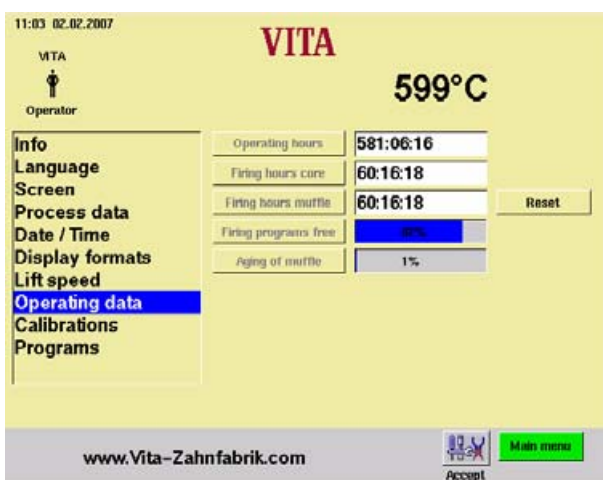 11:03 02.02.2007
VITA
VITA
599°C
Operator
Info
Language
Screen
Process data
Date / Time
Display formats
Lift speed
Operating data
Calibrations
Programs
Operating hours 581:06:16
Firing hours core 60:16:18
Firing hours muffle 60:16:18 Reset
Firing programs free
Aging of muffle 1%
www.Vita-Zahnfabrik.com
Accept
Main menu